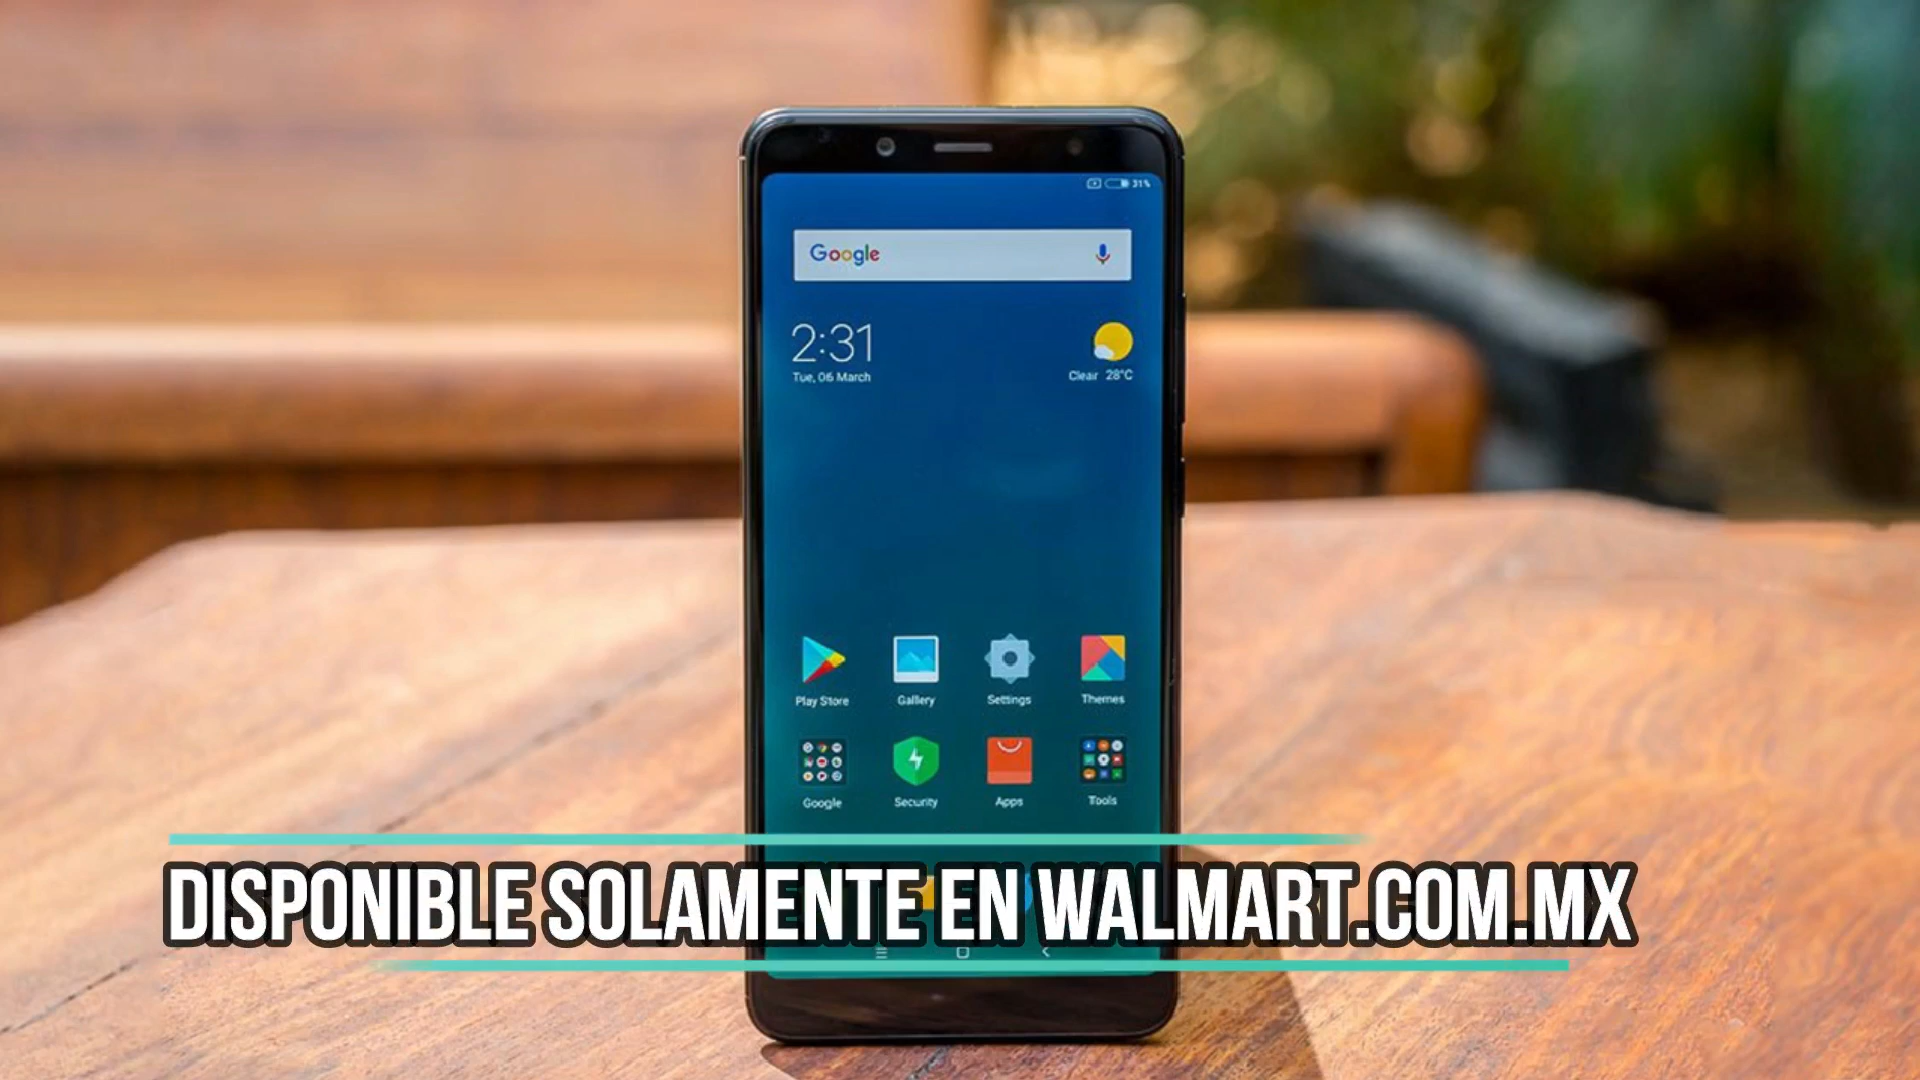 31%
Google
2:31
Tue, 06 March
Clear 28°C
Play Store Gallery Settings Themes
Google Security Apps Tools
DISPONIBLE SOLAMENTE EN WALMART.COM.MX